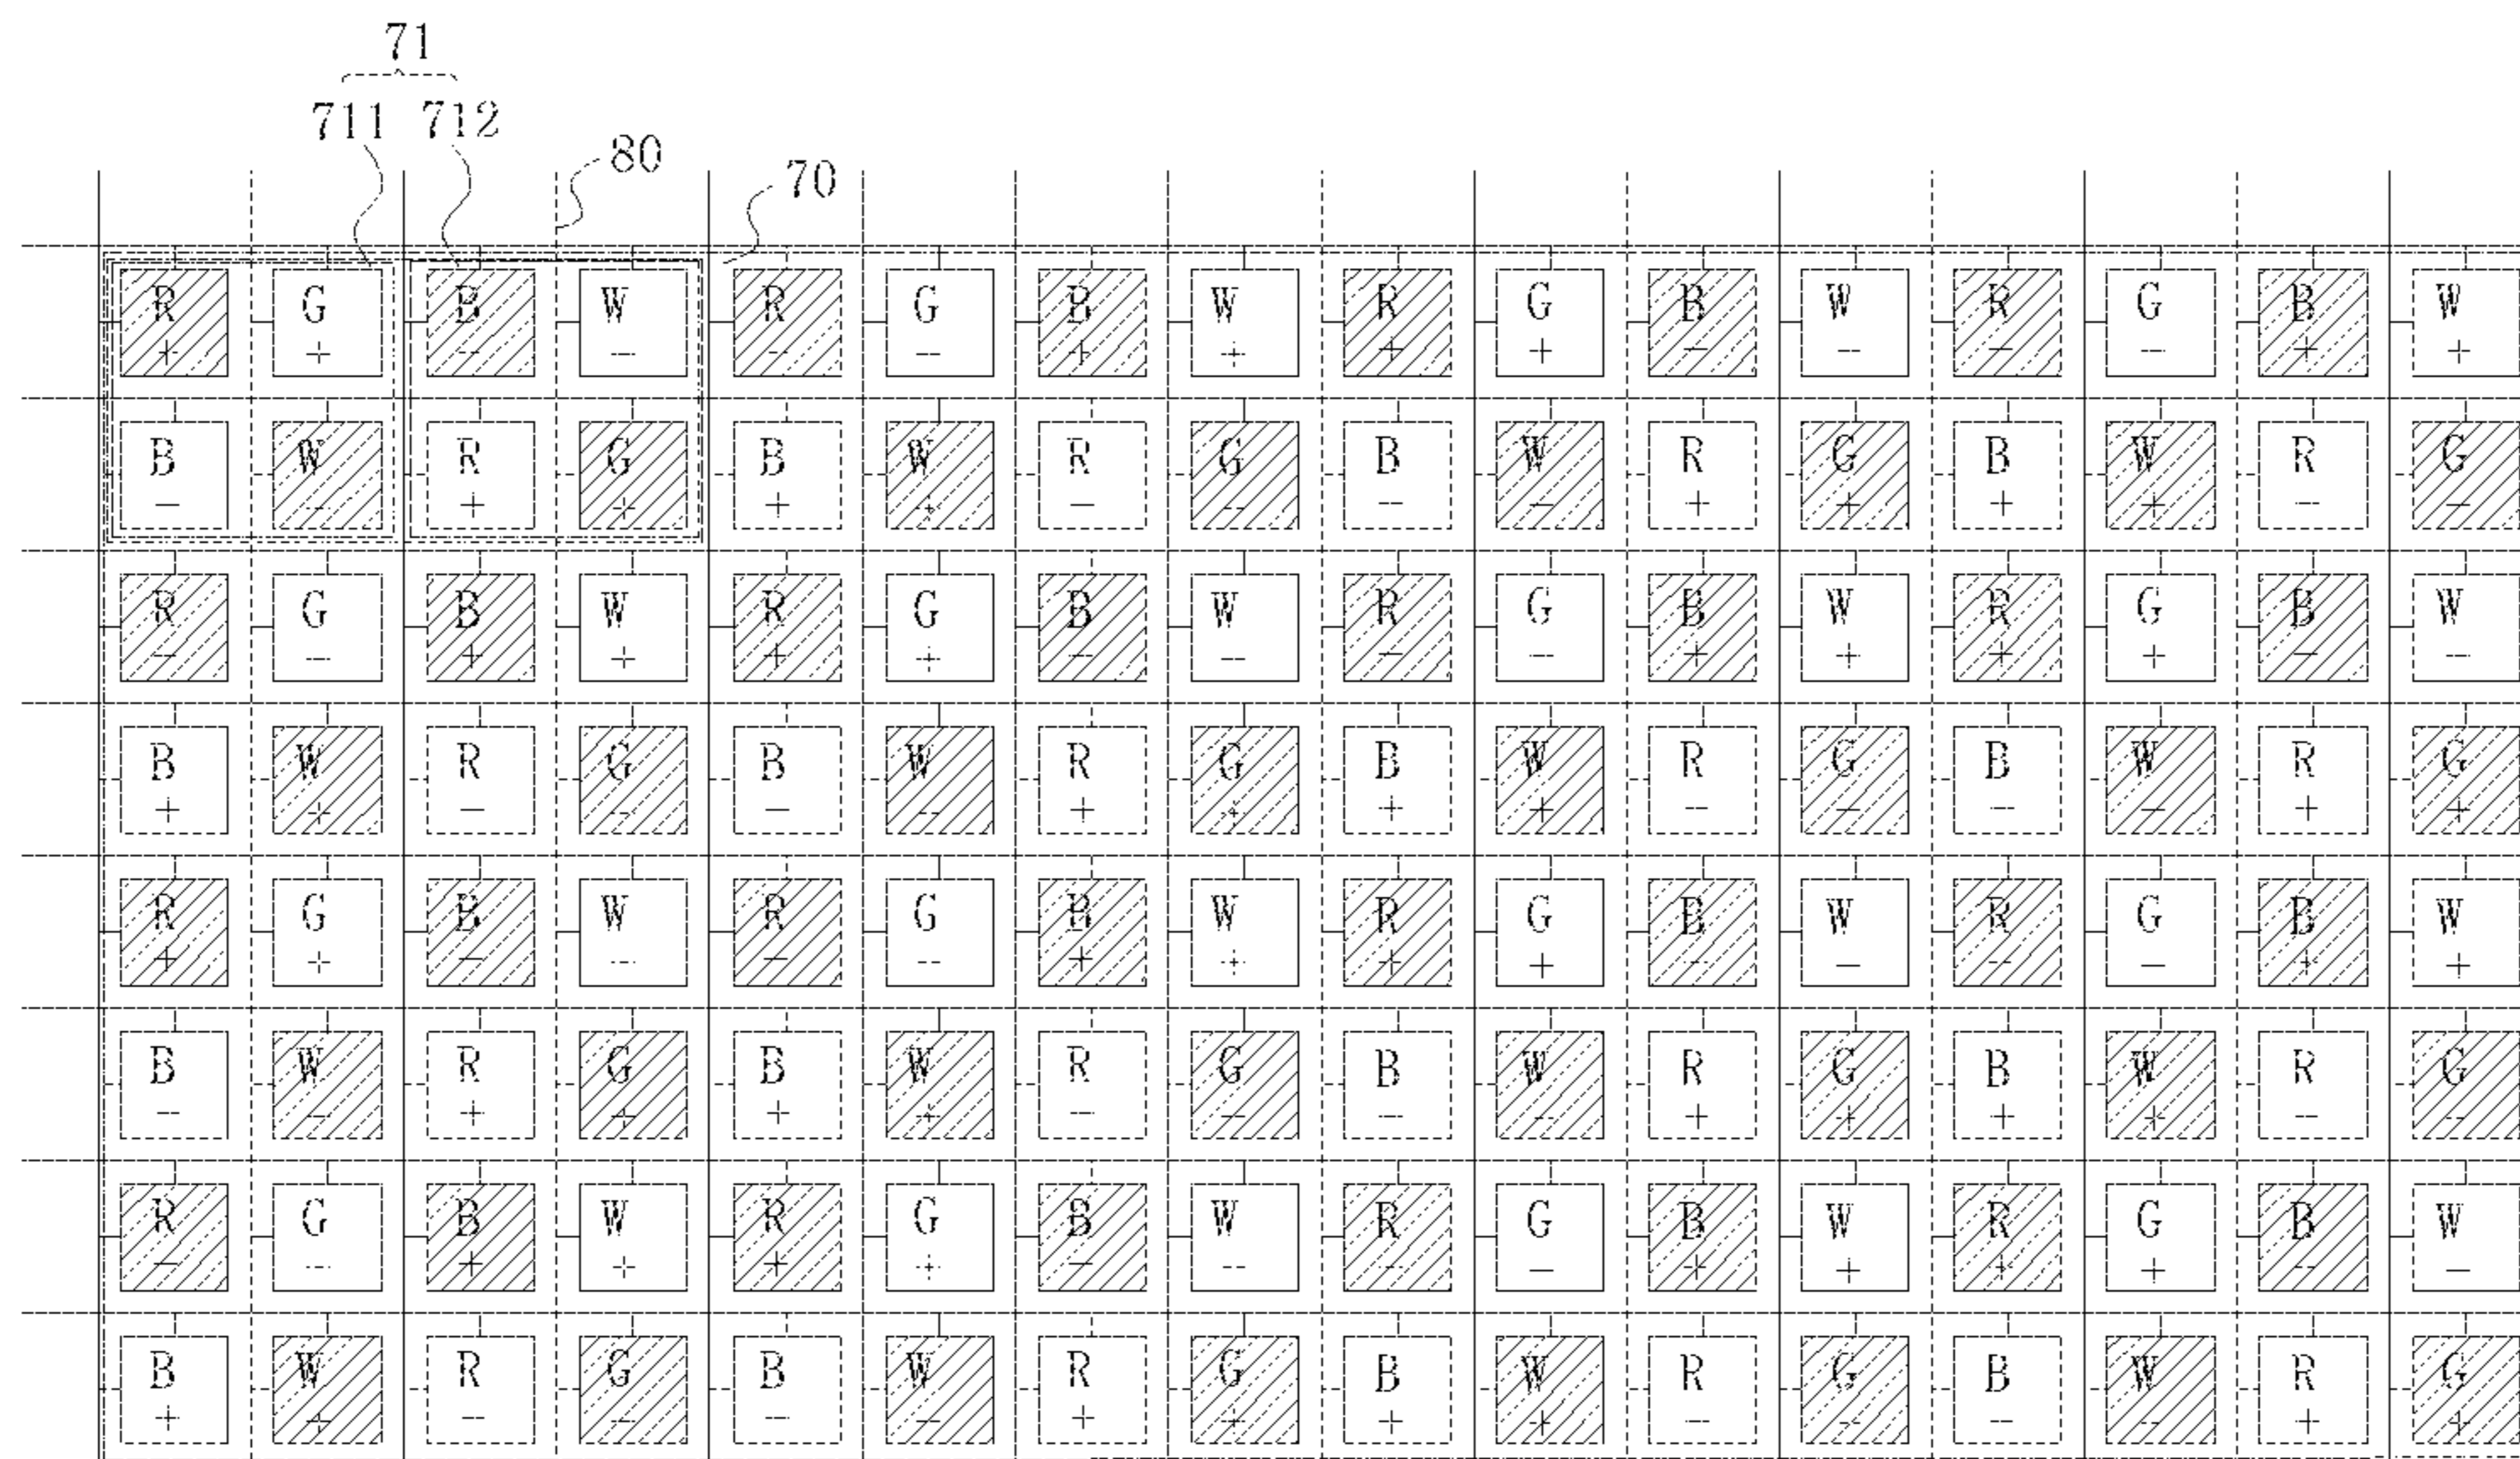 71
711 712
80
70
R G B W R G B W R G B W R G B W
+ + -- -- -- -- + + + + -- -- -- -- + +
B W R G B W R G B W R G B W R G
-- -- + + + + -- -- -- -- + + + + -- --
R G B W R G B W R G B W R G B W
-- -- + + + + -- -- -- -- + + + + -- --
B W R G B W R G B W R G B W R G
+ + -- -- -- -- + + + + -- -- -- -- + +
R G B W R G B W R G B W R G B W
+ + -- -- -- -- + + + + -- -- -- -- + +
B W R G B W R G B W R G B W R G
-- -- + + + + -- -- -- -- + + + + -- --
R G B W R G B W R G B W R G B W
-- -- + + + + -- -- -- -- + + + + -- --
B W R G B W R G B W R G B W R G
+ + -- -- -- -- + + + + -- -- -- -- + +